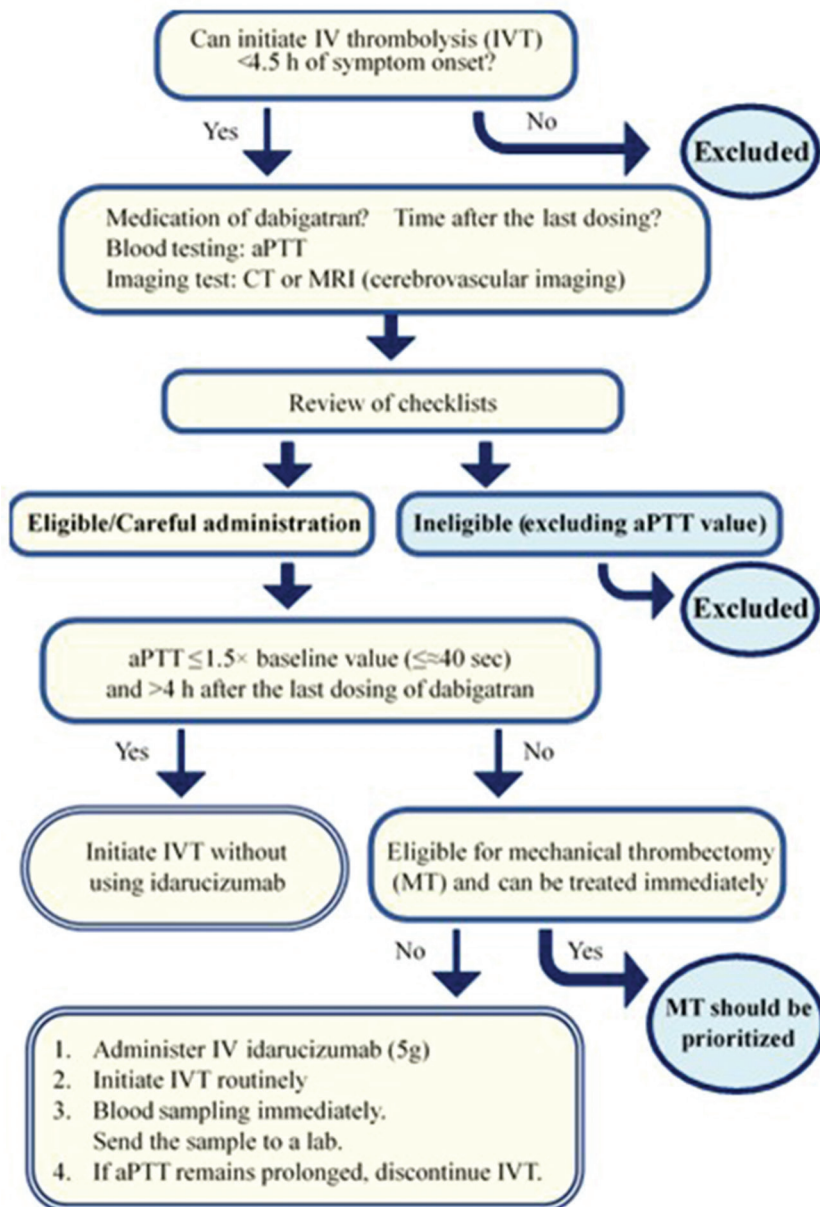 Can initiate IV thrombolysis (IVT)
<4.5 h of symptom onset?
Yes
No
Excluded
Medication of dabigatran? Time after the last dosing?
Blood testing: aPTT
Imaging test: CT or MRI (cerebrovascular imaging)
Review of checklists
Eligible/Careful administration
Ineligible (excluding aPTT value)
Excluded
aPTT ≤1.5× baseline value (≤≈40 sec)
and >4 h after the last dosing of dabigatran
Yes
No
Initiate IVT without
using idarucizumab
Eligible for mechanical thrombectomy
(MT) and can be treated immediately
No
Yes
MT should be
prioritized
1. Administer IV idarucizumab (5g)
2. Initiate IVT routinely
3. Blood sampling immediately.
Send the sample to a lab.
4. If aPTT remains prolonged, discontinue IVT.